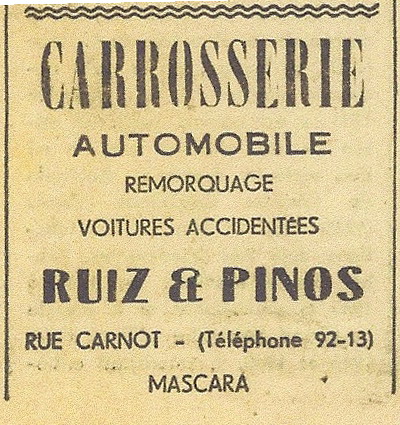 CARROSSERIE
AUTOMOBILE
REMORQUAGE
VOITURES ACCIDENTÉES
RUIZ & PINOS
RUE CARNOT - (Téléphone 92-13)
MASCARA